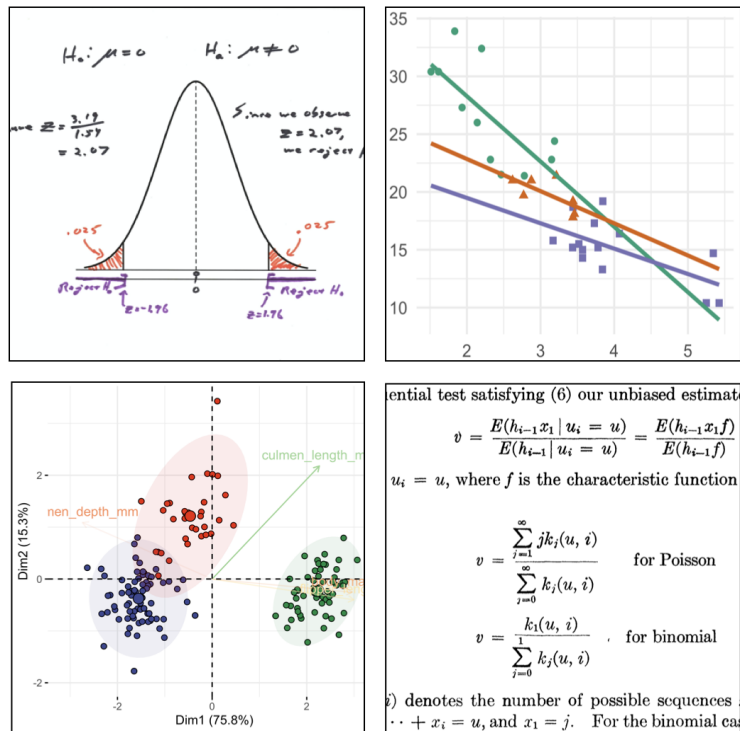 H₀: μ = 0 Hₐ: μ ≠ 0
z = 3.19 / 1.54
= 2.07
Since we observe
z = 2.07,
we reject
.025
.025
Reject H₀
Reject H₀
z=-1.96
z=1.96
0
35
30
25
20
15
10
2 3 4 5
culmen_length_m
nen_depth_mm
Dim2 (15.3%)
2
0
-2
-2 0 2
Dim1 (75.8%)
ential test satisfying (6) our unbiased estimate
v = E(h_{i-1}x_1 | u_i = u) / E(h_{i-1} | u_i = u) = E(h_{i-1}x_1f) / E(h_{i-1}f)
u_i = u, where f is the characteristic function
v = ∑_{j=1}^{∞} jk_j(u, i) / ∑_{j=0}^{∞} k_j(u, i) for Poisson
v = k_1(u, i) / ∑_{j=0}^{1} k_j(u, i) for binomial
i) denotes the number of possible sequences
·· + x_i = u, and x_1 = j. For the binomial cas